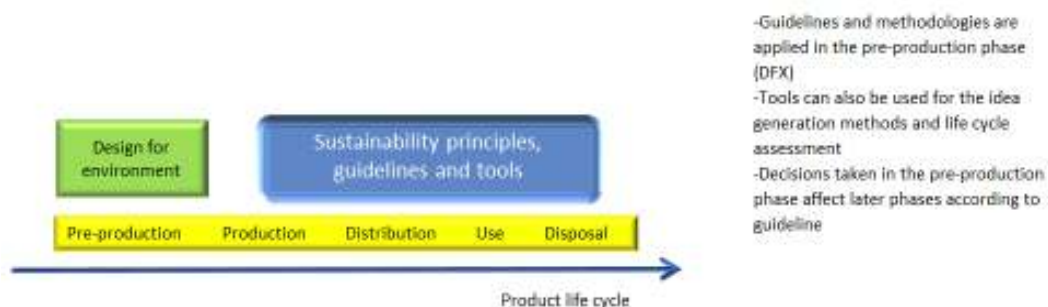 Design for
environment
Sustainability principles,
guidelines and tools
Pre-production Production Distribution Use Disposal
Product life cycle
-Guidelines and methodologies are
applied in the pre-production phase
(DFX)
-Tools can also be used for the idea
generation methods and life cycle
assessment
-Decisions taken in the pre-production
phase affect later phases according to
guideline